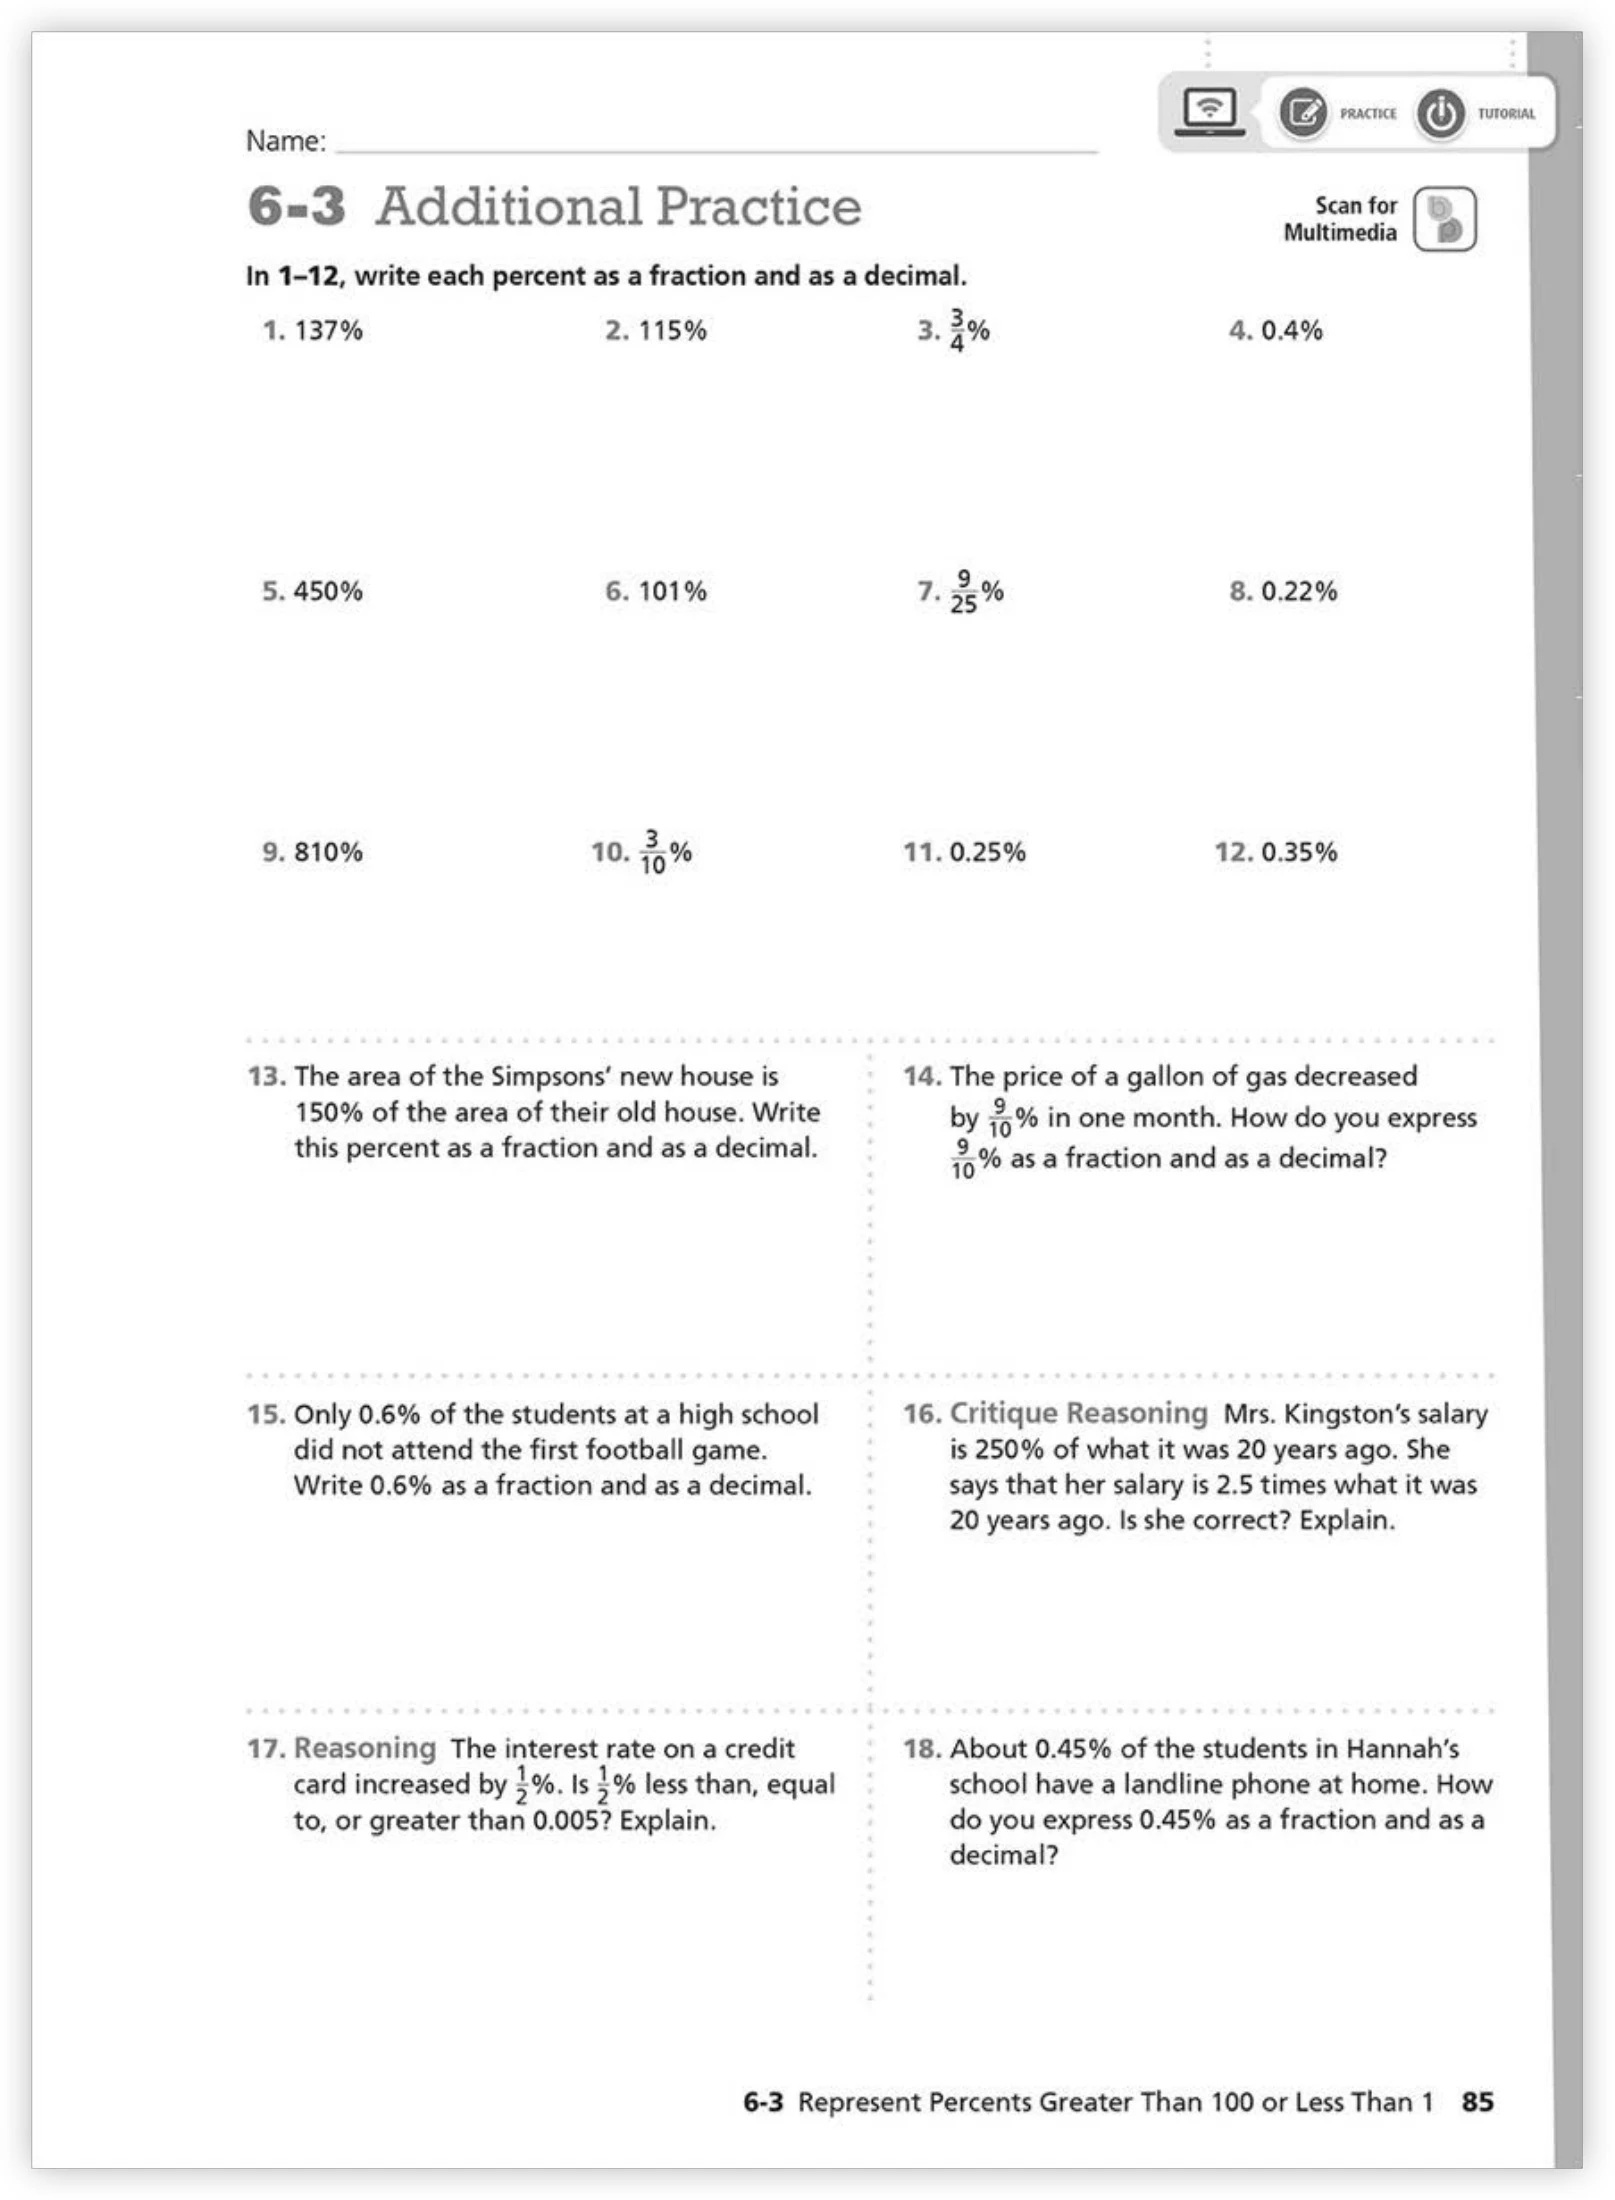 PRACTICE TUTORIAL
Name:
6-3 Additional Practice
Scan for
Multimedia
In 1–12, write each percent as a fraction and as a decimal.
1. 137% 2. 115% 3. 3/4% 4. 0.4%
5. 450% 6. 101% 7. 9/25% 8. 0.22%
9. 810% 10. 3/10% 11. 0.25% 12. 0.35%
13. The area of the Simpsons’ new house is
150% of the area of their old house. Write
this percent as a fraction and as a decimal.
14. The price of a gallon of gas decreased
by 9/10% in one month. How do you express
9/10% as a fraction and as a decimal?
15. Only 0.6% of the students at a high school
did not attend the first football game.
Write 0.6% as a fraction and as a decimal.
16. Critique Reasoning Mrs. Kingston’s salary
is 250% of what it was 20 years ago. She
says that her salary is 2.5 times what it was
20 years ago. Is she correct? Explain.
17. Reasoning The interest rate on a credit
card increased by 1/2%. Is 1/2% less than, equal
to, or greater than 0.005? Explain.
18. About 0.45% of the students in Hannah’s
school have a landline phone at home. How
do you express 0.45% as a fraction and as a
decimal?
6-3 Represent Percents Greater Than 100 or Less Than 1 85